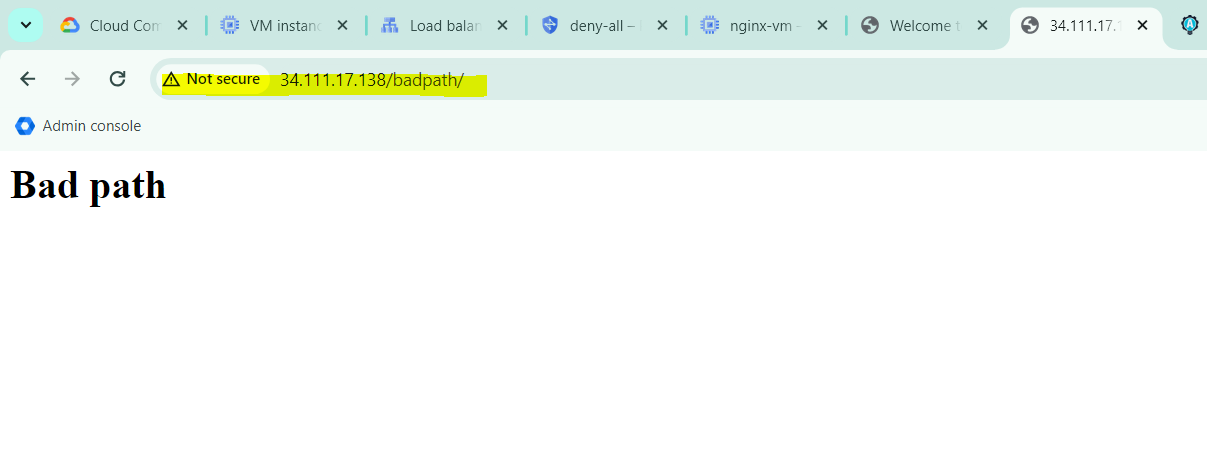 Cloud Com
VM instanc
Load balan
deny-all –
nginx-vm –
Welcome t
34.111.17.1
Not secure
34.111.17.138/badpath/
Admin console
Bad path